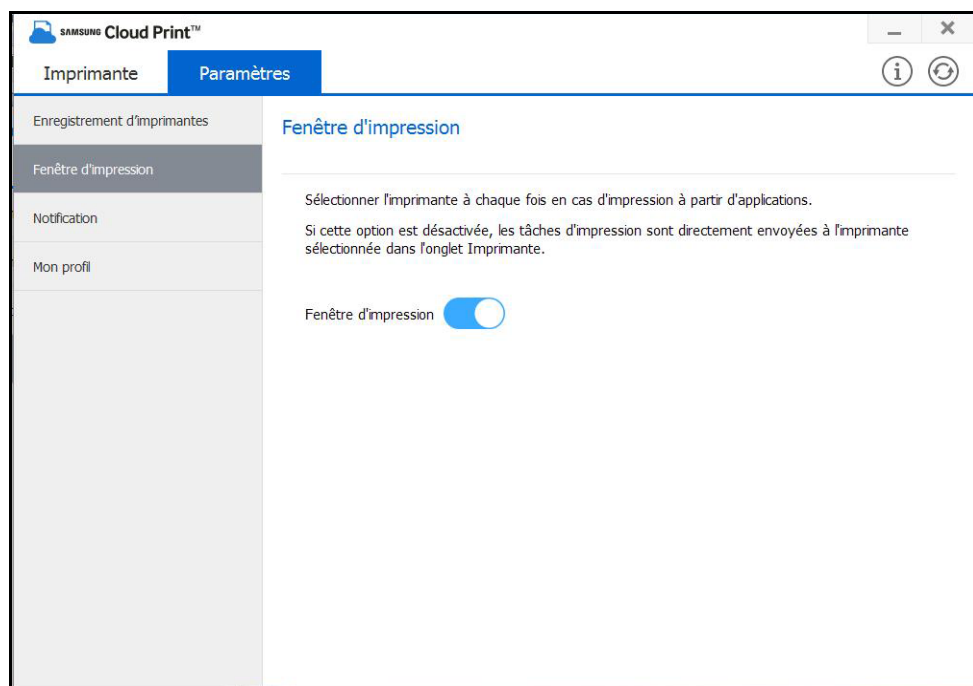 SAMSUNG Cloud Print™
Imprimante
Paramètres
Enregistrement d'imprimantes
Fenêtre d'impression
Notification
Mon profil
Fenêtre d'impression
Sélectionner l'imprimante à chaque fois en cas d'impression à partir d'applications.
Si cette option est désactivée, les tâches d'impression sont directement envoyées à l'imprimante
sélectionnée dans l'onglet Imprimante.
Fenêtre d'impression